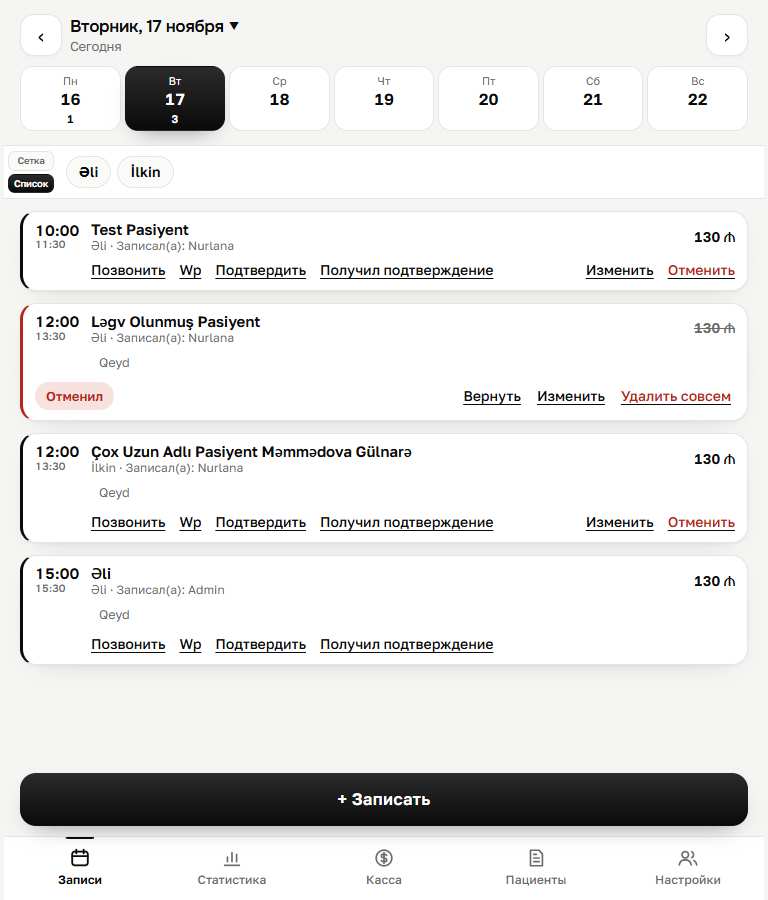 ‹
Вторник, 17 ноября ▼
Сегодня
›
Пн
16
1
Вт
17
3
Ср
18
Чт
19
Пт
20
Сб
21
Вс
22
Сетка
Список
Əli
İlkin
10:00
11:30
Test Pasiyent
Əli · Записал(а): Nurlana
130 ₼
Позвонить Wp Подтвердить Получил подтверждение Изменить Отменить
12:00
13:30
Ləgv Olunmuş Pasiyent
Əli · Записал(а): Nurlana
130 ₼
Qeyd
Отменил
Вернуть Изменить Удалить совсем
12:00
13:30
Çox Uzun Adlı Pasiyent Məmmədova Gülnarə
İlkin · Записал(а): Nurlana
130 ₼
Qeyd
Позвонить Wp Подтвердить Получил подтверждение Изменить Отменить
15:00
15:30
Əli
Əli · Записал(а): Admin
130 ₼
Qeyd
Позвонить Wp Подтвердить Получил подтверждение
+ Записать
Записи Статистика Касса Пациенты Настройки